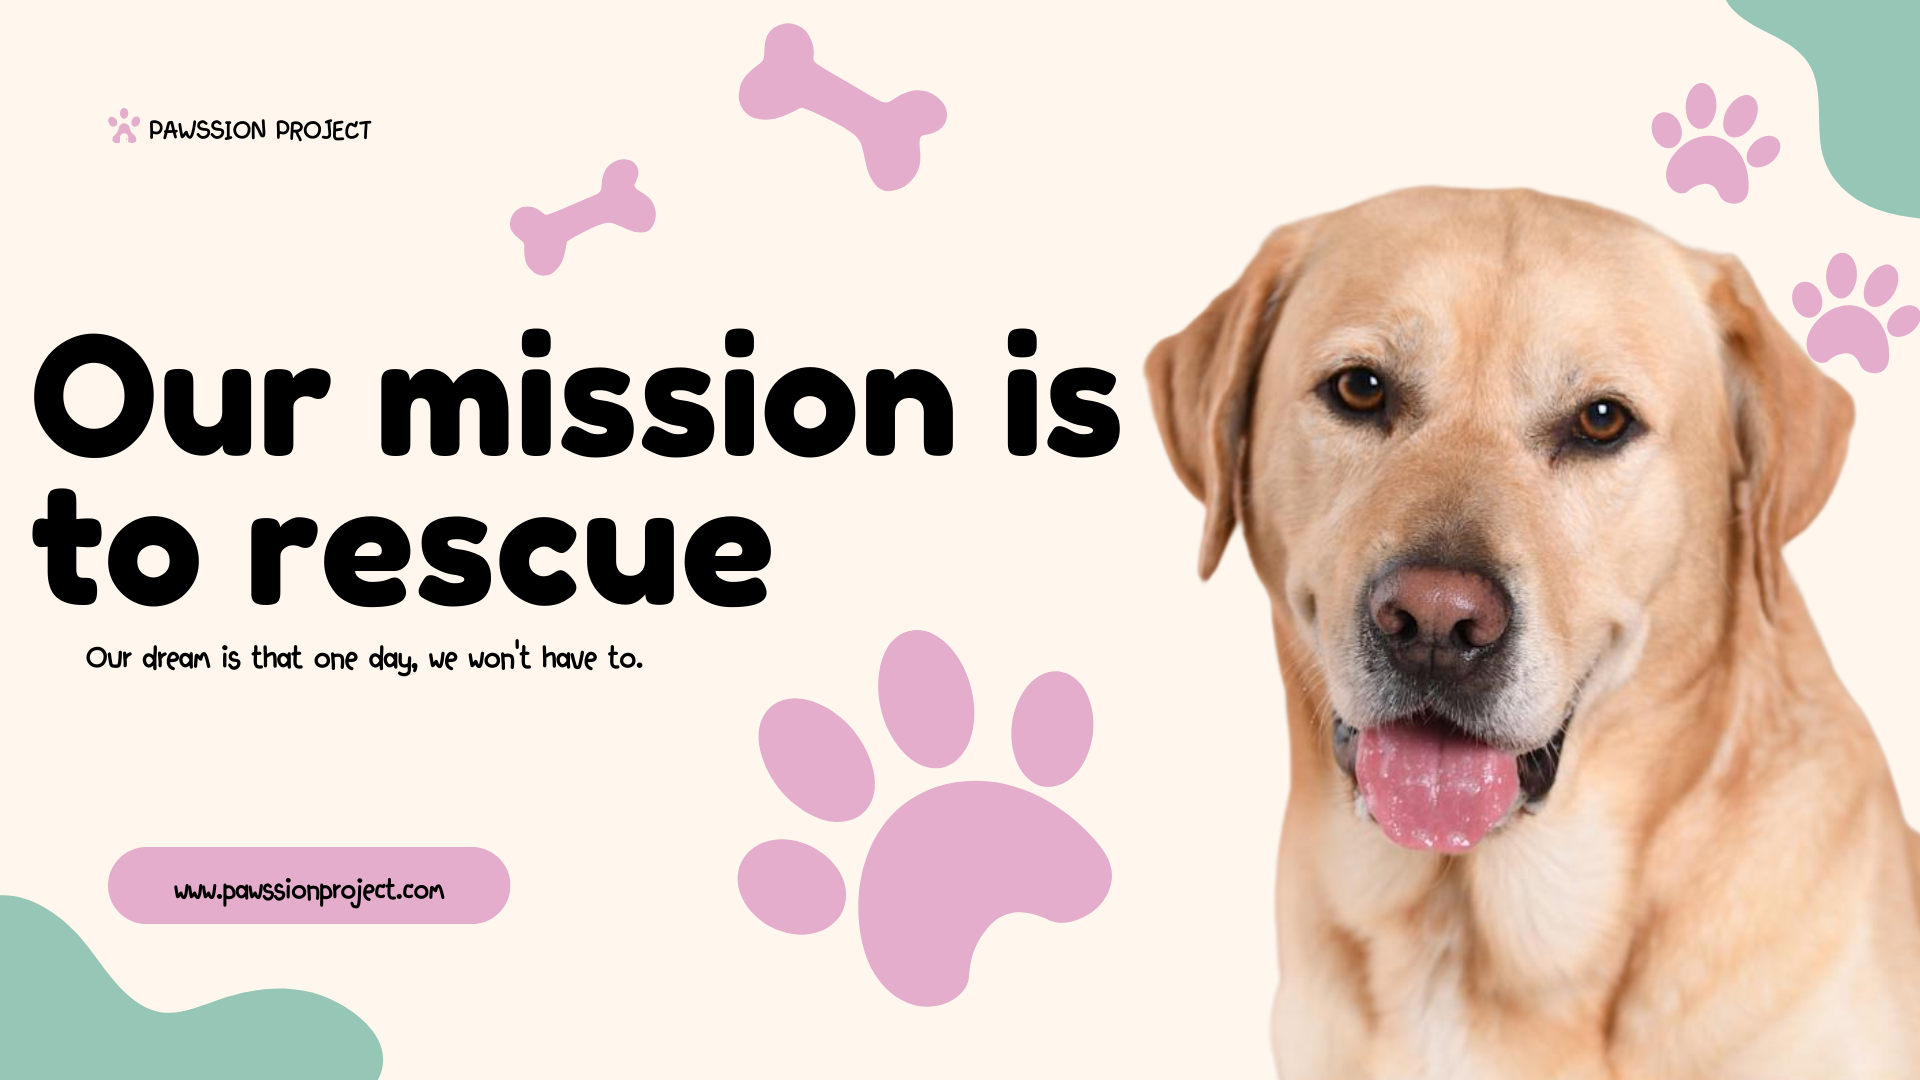 PAWSSION PROJECT
Our mission is
to rescue
Our dream is that one day, we won't have to.
www.pawssionproject.com